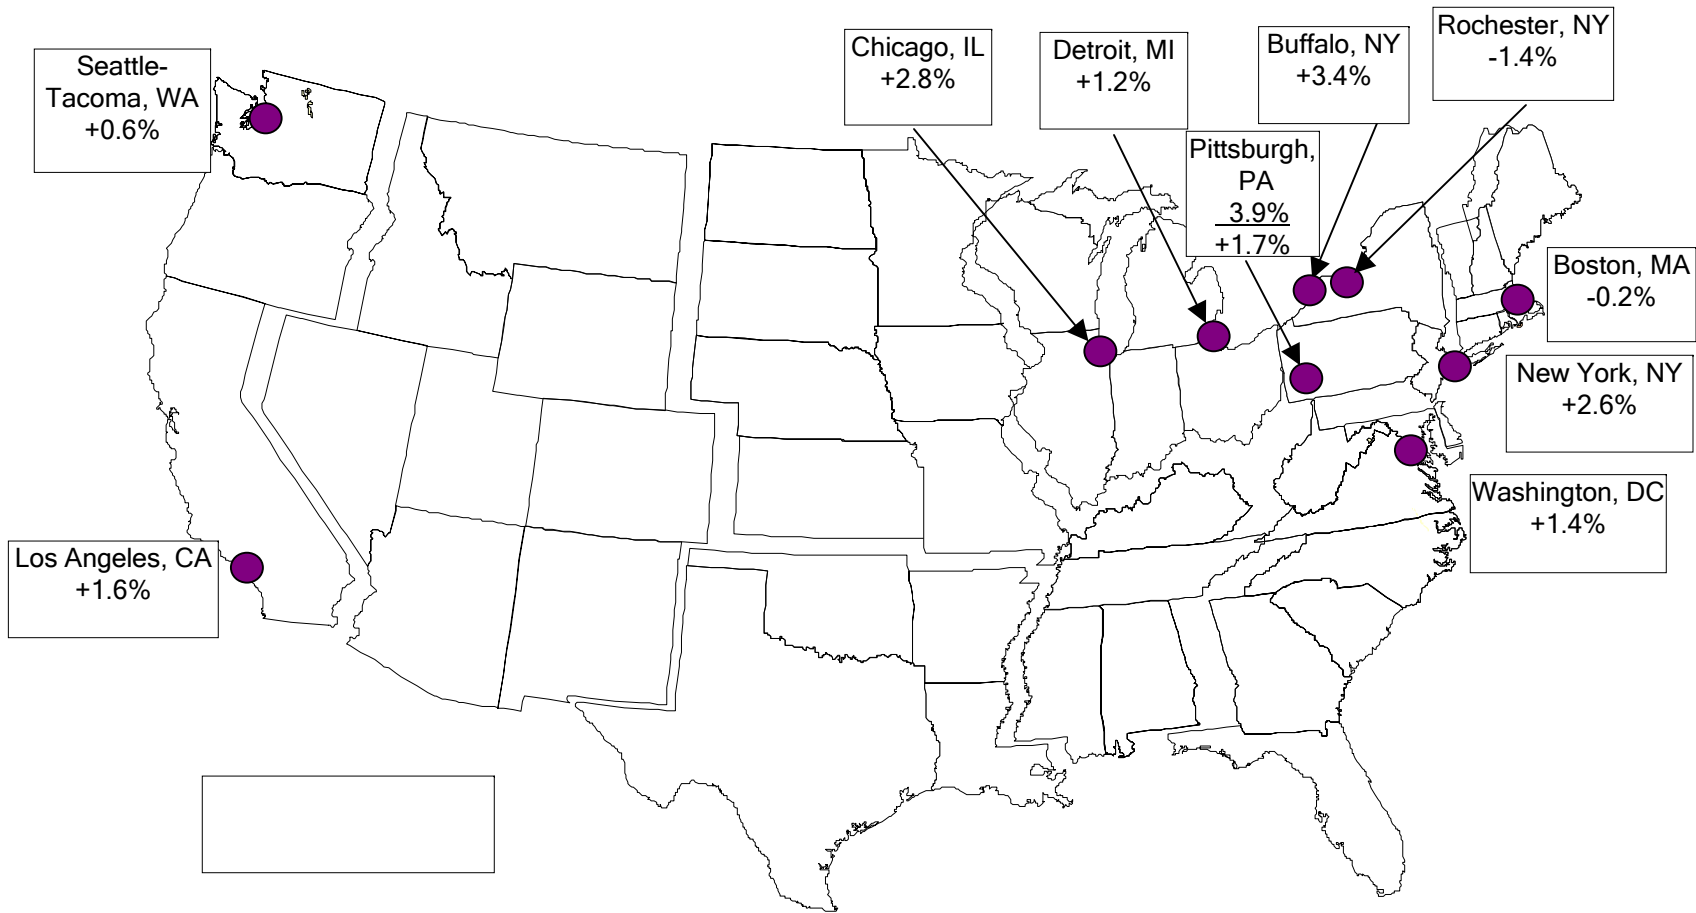 Seattle-
Tacoma, WA
+0.6%
Chicago, IL
+2.8%
Detroit, MI
+1.2%
Buffalo, NY
+3.4%
Rochester, NY
-1.4%
Pittsburgh,
PA
3.9%
+1.7%
Boston, MA
-0.2%
New York, NY
+2.6%
Washington, DC
+1.4%
Los Angeles, CA
+1.6%